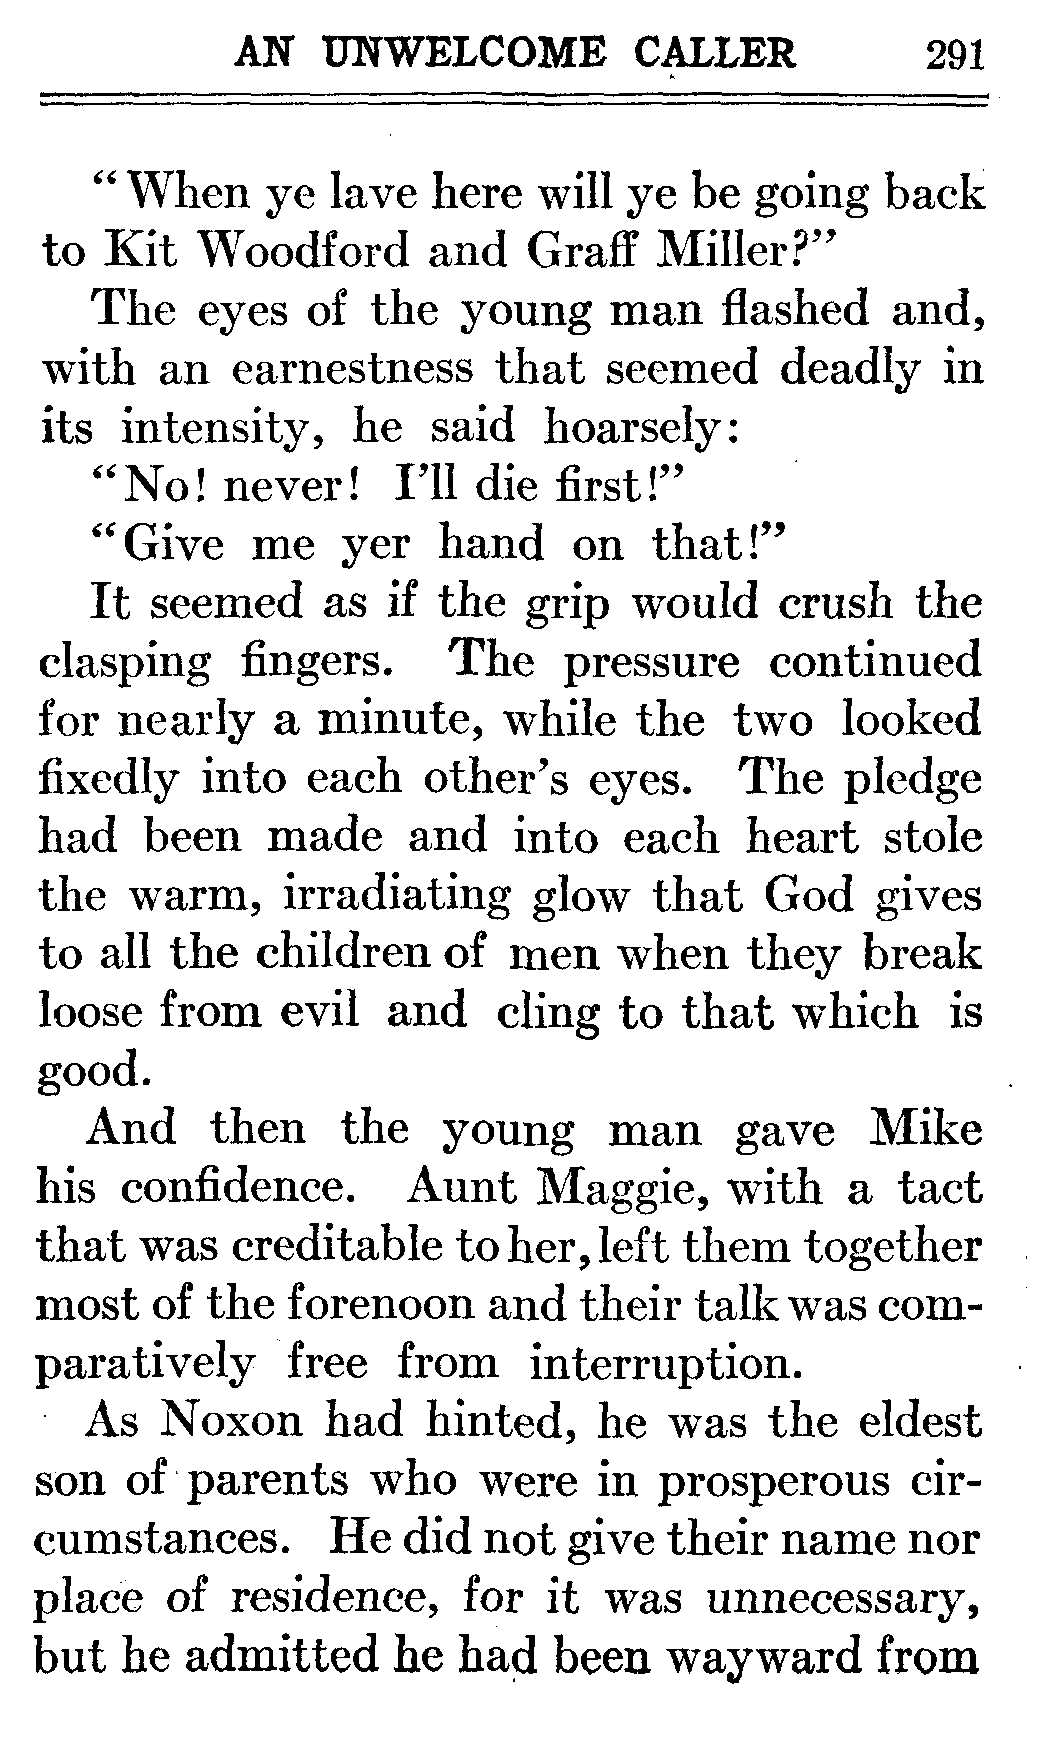 AN UNWELCOME CALLER 291
“When ye lave here will ye be going back
to Kit Woodford and Graff Miller?”
The eyes of the young man flashed and,
with an earnestness that seemed deadly in
its intensity, he said hoarsely:
“No! never! I’ll die first!”
“Give me yer hand on that!”
It seemed as if the grip would crush the
clasping fingers. The pressure continued
for nearly a minute, while the two looked
fixedly into each other’s eyes. The pledge
had been made and into each heart stole
the warm, irradiating glow that God gives
to all the children of men when they break
loose from evil and cling to that which is
good.
And then the young man gave Mike
his confidence. Aunt Maggie, with a tact
that was creditable to her, left them together
most of the forenoon and their talk was com-
paratively free from interruption.
As Noxon had hinted, he was the eldest
son of parents who were in prosperous cir-
cumstances. He did not give their name nor
place of residence, for it was unnecessary,
but he admitted he had been wayward from